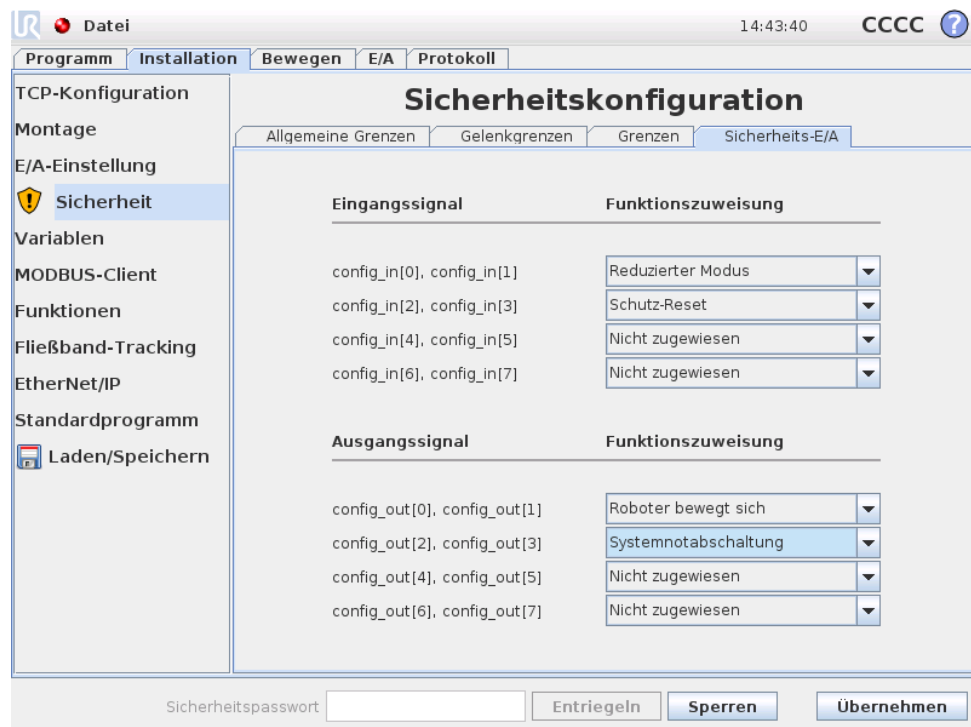 UR Datei 14:43:40 CCCC ?
Programm Installation Bewegen E/A Protokoll
TCP-Konfiguration
Montage
E/A-Einstellung
Sicherheit
Variablen
MODBUS-Client
Funktionen
Fließband-Tracking
EtherNet/IP
Standardprogramm
Laden/Speichern
Sicherheitskonfiguration
Allgemeine Grenzen Gelenkgrenzen Grenzen Sicherheits-E/A
Eingangssignal Funktionszuweisung
config_in[0], config_in[1] Reduzierter Modus
config_in[2], config_in[3] Schutz-Reset
config_in[4], config_in[5] Nicht zugewiesen
config_in[6], config_in[7] Nicht zugewiesen
Ausgangssignal Funktionszuweisung
config_out[0], config_out[1] Roboter bewegt sich
config_out[2], config_out[3] Systemnotabschaltung
config_out[4], config_out[5] Nicht zugewiesen
config_out[6], config_out[7] Nicht zugewiesen
Sicherheitspasswort Entriegeln Sperren Übernehmen